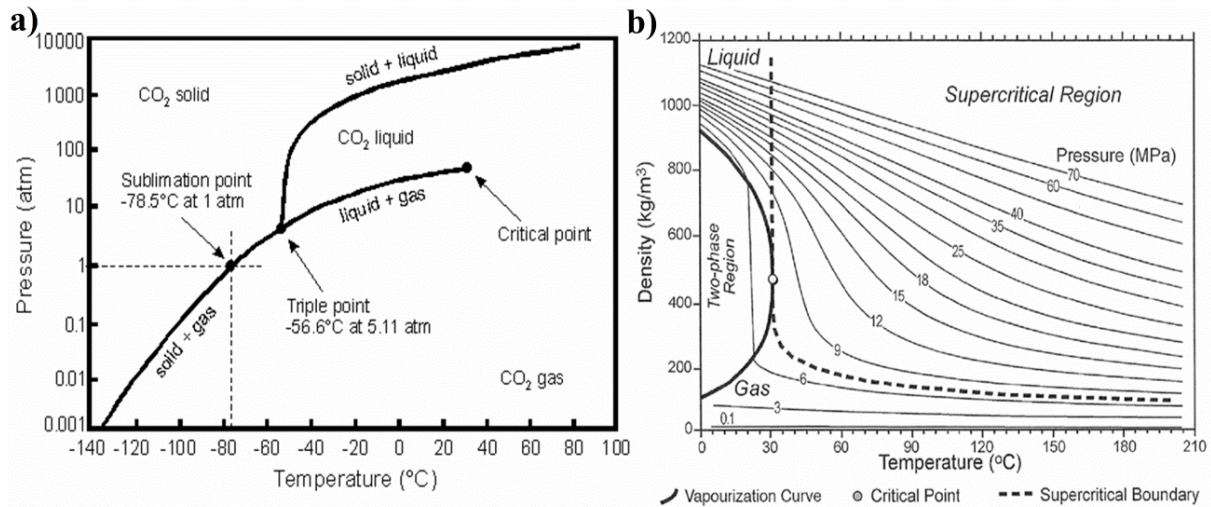 a)
10000
1000
100
10
1
0.1
0.01
0.001
Pressure (atm)
CO₂ solid
solid + liquid
CO₂ liquid
Sublimation point
-78.5°C at 1 atm
liquid + gas
Critical point
Triple point
-56.6°C at 5.11 atm
solid + gas
CO₂ gas
-140 -120 -100 -80 -60 -40 -20 0 20 40 60 80 100
Temperature (°C)
b)
1200
1000
800
600
400
200
0
Density (kg/m³)
Liquid
Supercritical Region
Pressure (MPa)
70
60
40
35
25
18
15
12
9
6
3
0.1
Two-phase
Region
Gas
0 30 60 90 120 150 180 210
Temperature (°C)
Vapourization Curve
Critical Point
Supercritical Boundary